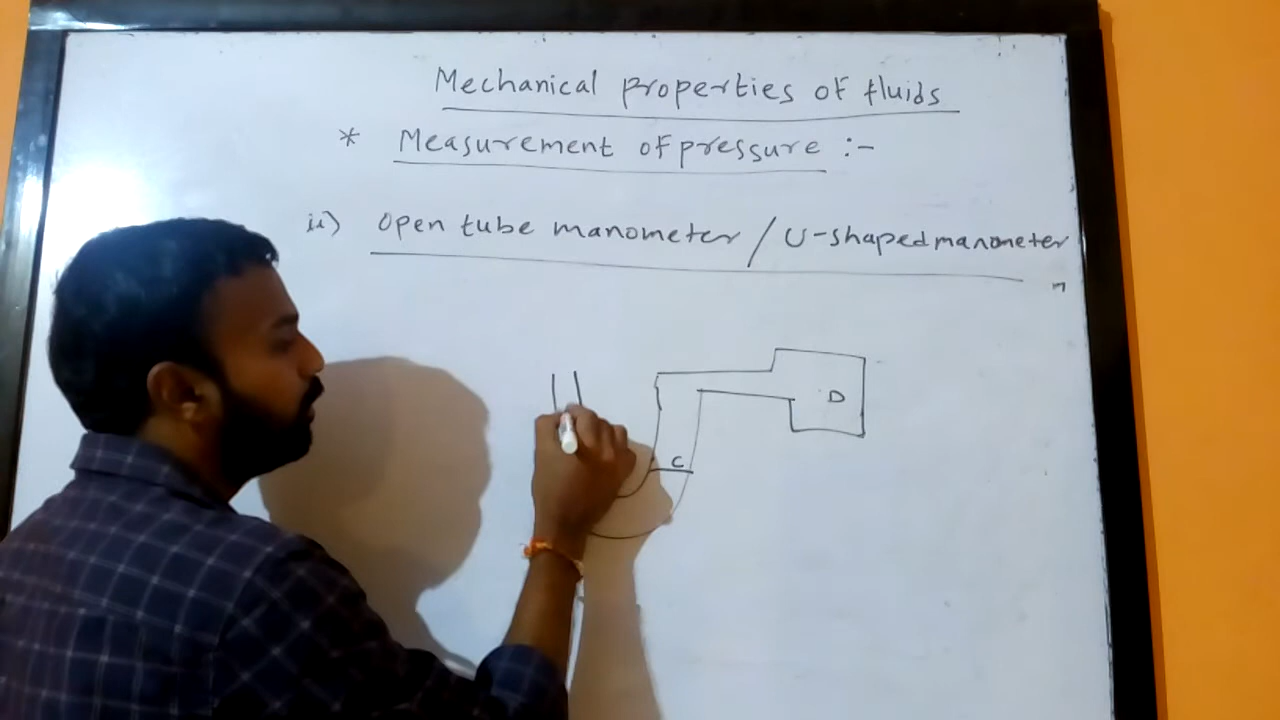 Mechanical properties of fluids
* Measurement of pressure :-
ii) Open tube manometer / U-shaped manometer
D
C